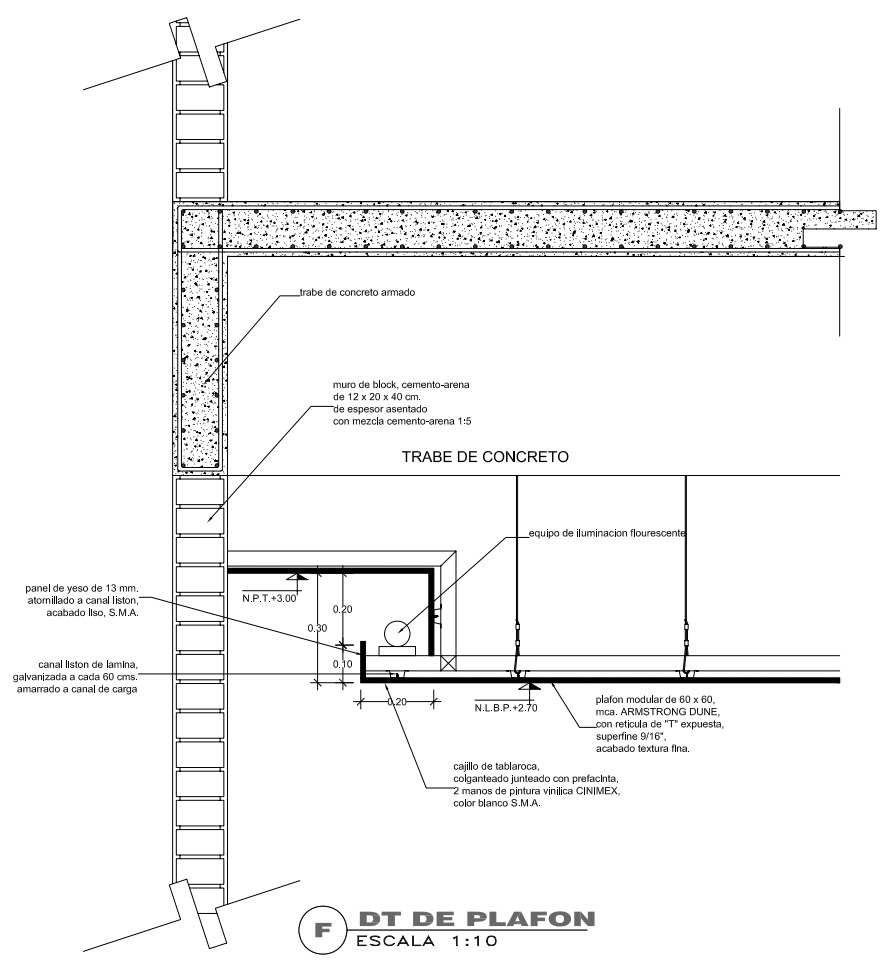 trabe de concreto armado
muro de block, cemento-arena
de 12 x 20 x 40 cm.
de espesor asentado
con mezcla cemento-arena 1:5
TRABE DE CONCRETO
equipo de iluminacion flourescente
panel de yeso de 13 mm.
atornillado a canal liston,
acabado liso, S.M.A.
N.P.T.+3.00
0.20
0.30
0.10
canal liston de lamina,
galvanizada a cada 60 cms.
amarrado a canal de carga
0.20
N.L.B.P.+2.70
plafon modular de 60 x 60,
mca. ARMSTRONG DUNE,
con reticula de "T" expuesta,
superfine 9/16",
acabado textura fina.
cajillo de tablaroca,
colganteado junteado con prefacinta,
2 manos de pintura vinilica CINIMEX,
color blanco S.M.A.
F
DT DE PLAFON
ESCALA 1:10